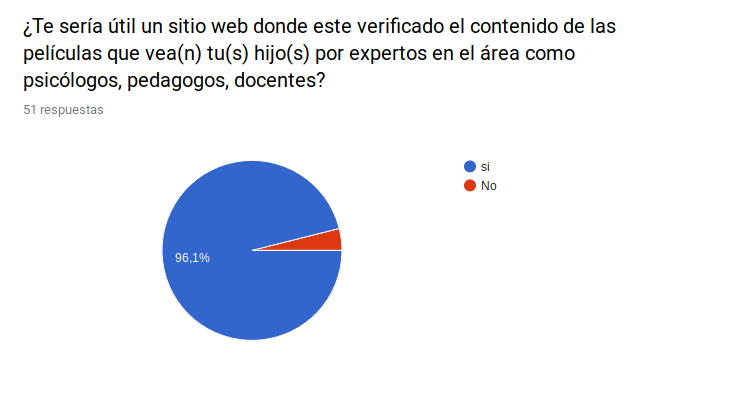 ¿Te sería útil un sitio web donde este verificado el contenido de las
películas que vea(n) tu(s) hijo(s) por expertos en el área como
psicólogos, pedagogos, docentes?
51 respuestas
si
No
96,1%